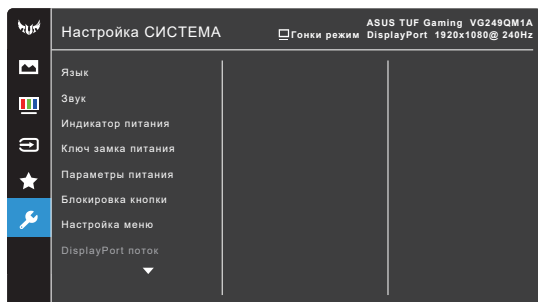 ASUS TUF Gaming VG249QM1A
Настройка СИСТЕМА
Гонки режим DisplayPort 1920x1080@ 240Hz
Язык
Звук
Индикатор питания
Ключ замка питания
Параметры питания
Блокировка кнопки
Настройка меню
DisplayPort поток